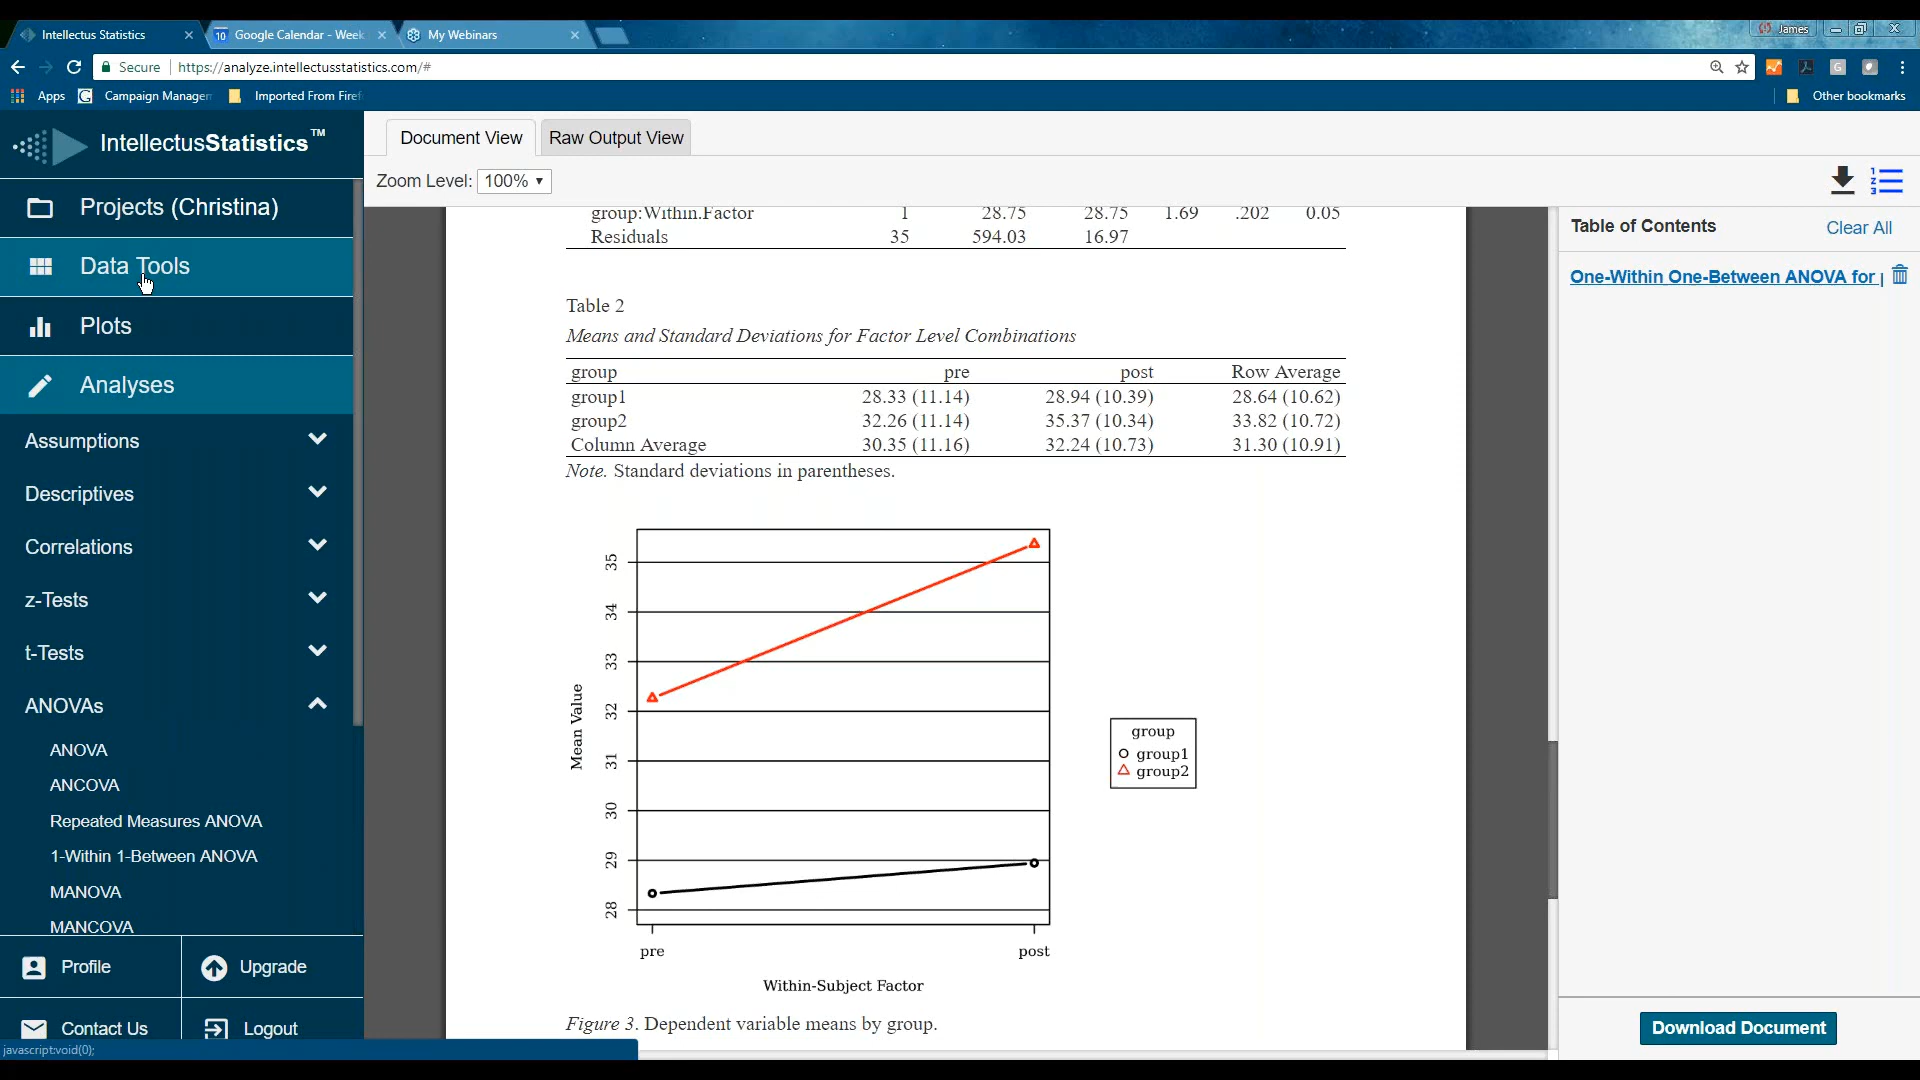 Intellectus Statistics
Google Calendar - Week
My Webinars
James
Secure
https://analyze.intellectusstatistics.com/#
Apps
Campaign Manager
Imported From Firef
Other bookmarks
IntellectusStatistics™
Projects (Christina)
Data Tools
Plots
Analyses
Assumptions
Descriptives
Correlations
z-Tests
t-Tests
ANOVAs
ANOVA
ANCOVA
Repeated Measures ANOVA
1-Within 1-Between ANOVA
MANOVA
MANCOVA
Profile
Upgrade
Contact Us
Logout
javascript:void(0);
Document View
Raw Output View
Zoom Level: 100%
group:Within.Factor 1 28.75 28.75 1.69 .202 0.05
Residuals 35 594.03 16.97
Table 2
Means and Standard Deviations for Factor Level Combinations
group pre post Row Average
group1 28.33 (11.14) 28.94 (10.39) 28.64 (10.62)
group2 32.26 (11.14) 35.37 (10.34) 33.82 (10.72)
Column Average 30.35 (11.16) 32.24 (10.73) 31.30 (10.91)
Note. Standard deviations in parentheses.
Mean Value
35
34
33
32
31
30
29
28
pre
post
Within-Subject Factor
group
group1
group2
Figure 3. Dependent variable means by group.
Table of Contents
Clear All
One-Within One-Between ANOVA for
Download Document